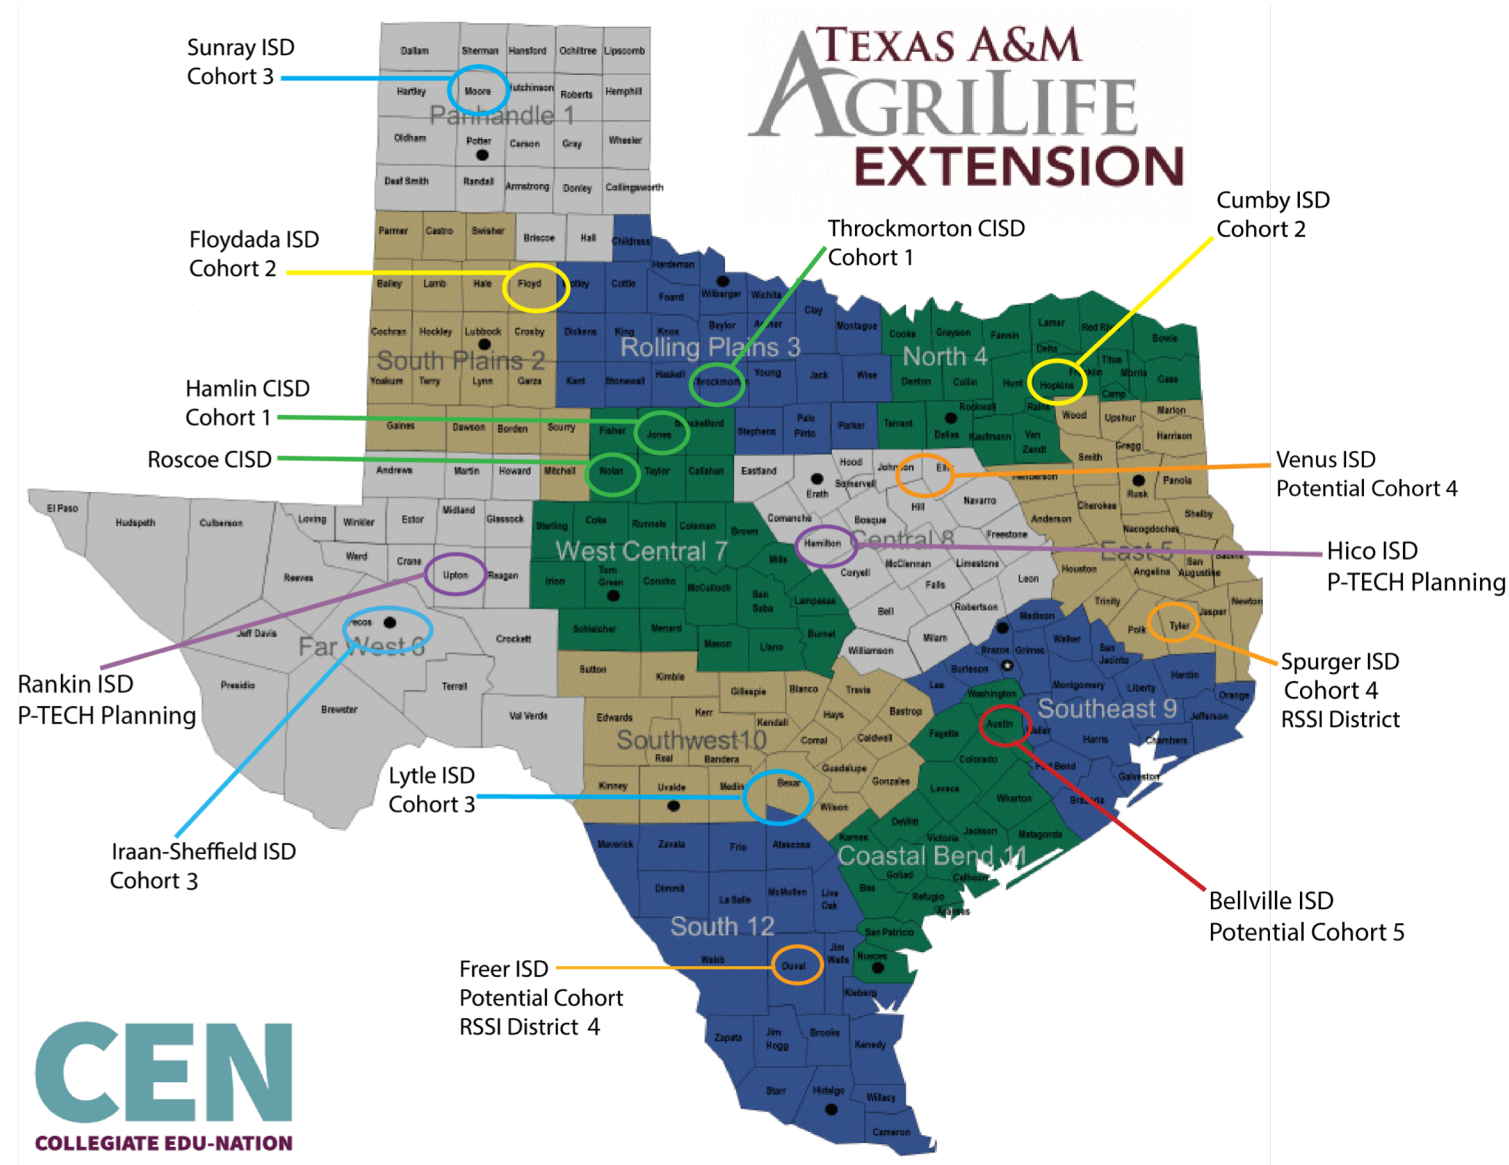 TEXAS A&M
AGRILIFE
EXTENSION
Sunray ISD
Cohort 3
Dallam Sherman Hansford Ochiltree Lipscomb
Hartley Moore utchinson Roberts Hemphill
Panhandle 1
Oldham Potter Carson Gray Wheeler
Deaf Smith Randall Armstrong Donley Collingsworth
Cumby ISD
Cohort 2
Throckmorton CISD
Cohort 1
Floydada ISD
Cohort 2
Parmer Castro Swisher Briscoe Hall Childress
Hardeman
Bailey Lamb Hale Floyd otley Cottle Foard Wilbarger Wichita Clay Montague
Cochran Hockley Lubbock Crosby Dickens King Knox Baylor Archer
South Plains 2
Rolling Plains 3
North 4
Cooke Grayson Fannin Lamar Red River Bowie
Delta Titus Morris Cass
Yoakum Terry Lynn Garza Kent Stonewall Haskell Throckmorton Young Jack Wise
Denton Collin Hunt Hopkins Franklin Camp
Hamlin CISD
Cohort 1
Gaines Dawson Borden Scurry Fisher Jones Shackelford Stephens Palo Pinto Parker Tarrant Dallas Rockwall Kaufmann Rains Van Zandt
Wood Upshur Marion
Gregg Harrison
Roscoe CISD
Andrews Martin Howard Mitchell Nolan Taylor Callahan Eastland Erath Hood Somervell Johnson Ellis Henderson Smith Rusk Panola
Venus ISD
Potential Cohort 4
El Paso Hudspeth Culberson Loving Winkler Ector Midland Glassock
Sterling Coke Runnels Coleman Brown Comanche Bosque Hill Navarro Anderson Cherokee Nacogdoches Shelby
West Central 7
Central 8
East 5
Ward Crane Upton Reagan Reeves
Irion Tom Green Concho McCulloch San Saba Mills Lampasas
Hamilton Coryell McClennan Limestone Freestone Falls Leon
Houston Angelina San Augustine Sabine
Hico ISD
P-TECH Planning
Bell Robertson Milam Williamson
Trinity Polk Tyler Jasper Newton
Pecos Jeff Davis Crockett Schleicher Menard Mason Llano Burnet
Far West 6
Rankin ISD
P-TECH Planning
Presidio Brewster Terrell Val Verde
Sutton Kimble Gillespie Blanco Travis Bastrop
Madison Brazos Grimes Walker San Jacinto
Burleson Lee Washington Montgomery Liberty Hardin Orange
Spurger ISD
Cohort 4
RSSI District
Southeast 9
Austin Waller Harris Chambers Jefferson
Edwards Kerr Kendall Hays Comal Caldwell Fayette
Southwest10
Real Bandera Guadalupe Gonzales Colorado Fort Bend Galveston
Lytle ISD
Cohort 3
Kinney Uvalde Medina Bexar Wilson Lavaca Wharton Brazoria
Iraan-Sheffield ISD
Cohort 3
Maverick Zavala Frio Atascosa Karnes DeWitt Victoria Jackson Matagorda
Coastal Bend 11
Dimmit La Salle McMullen Live Oak Bee Goliad Calhoun Refugio Aransas
Bellville ISD
Potential Cohort 5
South 12
San Patricio
Webb Duval Jim Wells Nueces
Kleberg
Freer ISD
Potential Cohort
RSSI District 4
Zapata Jim Hogg Brooks Kenedy
Starr Hidalgo Willacy
Cameron
CEN
COLLEGIATE EDU-NATION